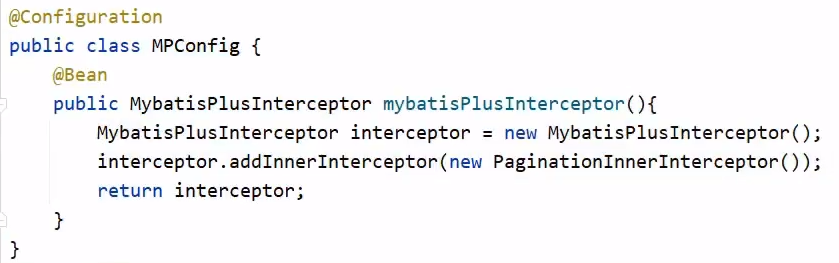 @Configuration
public class MPConfig {
    @Bean
    public MybatisPlusInterceptor mybatisPlusInterceptor(){
        MybatisPlusInterceptor interceptor = new MybatisPlusInterceptor();
        interceptor.addInnerInterceptor(new PaginationInnerInterceptor());
        return interceptor;
    }
}